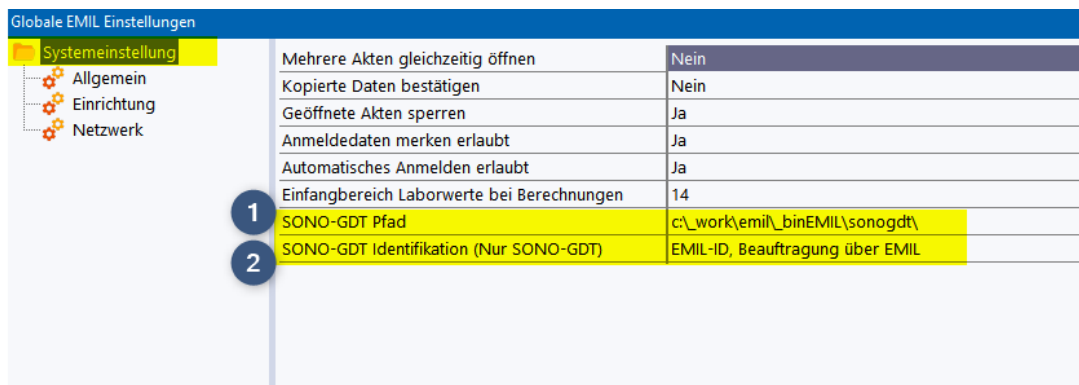 Globale EMIL Einstellungen
Systemeinstellung
Allgemein
Einrichtung
Netzwerk
Mehrere Akten gleichzeitig öffnen Nein
Kopierte Daten bestätigen Nein
Geöffnete Akten sperren Ja
Anmeldedaten merken erlaubt Ja
Automatisches Anmelden erlaubt Ja
Einfangbereich Laborwerte bei Berechnungen 14
1 SONO-GDT Pfad c:\_work\emil\_binEMIL\sonogdt\
2 SONO-GDT Identifikation (Nur SONO-GDT) EMIL-ID, Beauftragung über EMIL